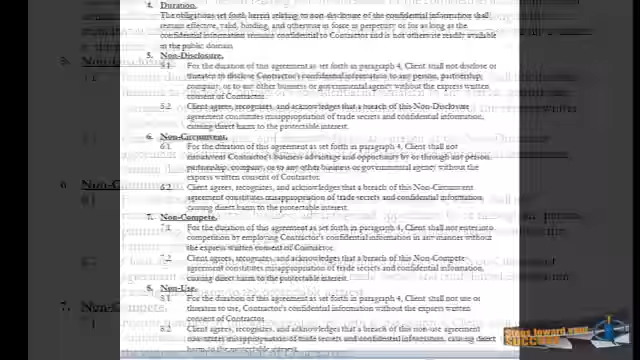 4. Duration.
The obligations set forth herein relating to non-disclosure of the confidential information shall
remain effective, valid, binding, and otherwise in force in perpetuity or for as long as the
confidential information remains confidential to Contractor and is not otherwise readily available
in the public domain.
5. Non-Disclosure.
5.1. For the duration of this agreement as set forth in paragraph 4, Client shall not disclose or
threaten to disclose Contractor's confidential information to any person, partnership,
company, or to any other business or governmental agency without the express written
consent of Contractor.
5.2. Client agrees, recognizes, and acknowledges that a breach of this Non-Disclosure
agreement constitutes misappropriation of trade secrets and confidential information,
causing direct harm to the protectable interest.
6. Non-Circumvent.
6.1. For the duration of this agreement as set forth in paragraph 4, Client shall not
circumvent Contractor's business advantage and opportunity by or through any person,
partnership, company, or to any other business or governmental agency without the
express written consent of Contractor.
6.2. Client agrees, recognizes, and acknowledges that a breach of this Non-Circumvent
agreement constitutes misappropriation of trade secrets and confidential information,
causing direct harm to the protectable interest.
7. Non-Compete.
7.1. For the duration of this agreement as set forth in paragraph 4, Client shall not enter into
competition by employing Contractor's confidential information in any manner without
the express written consent of Contractor.
7.2. Client agrees, recognizes, and acknowledges that a breach of this Non-Compete
agreement constitutes misappropriation of trade secrets and confidential information,
causing direct harm to the protectable interest.
8. Non-Use.
8.1. For the duration of this agreement as set forth in paragraph 4, Client shall not use or
threaten to use, Contractor's confidential information without the express written
consent of Contractor.
8.2. Client agrees, recognizes, and acknowledges that a breach of this non-use agreement
constitutes misappropriation of trade secrets and confidential information, causing direct
harm to the protectable interest.
Steps toward your
SUCCESS